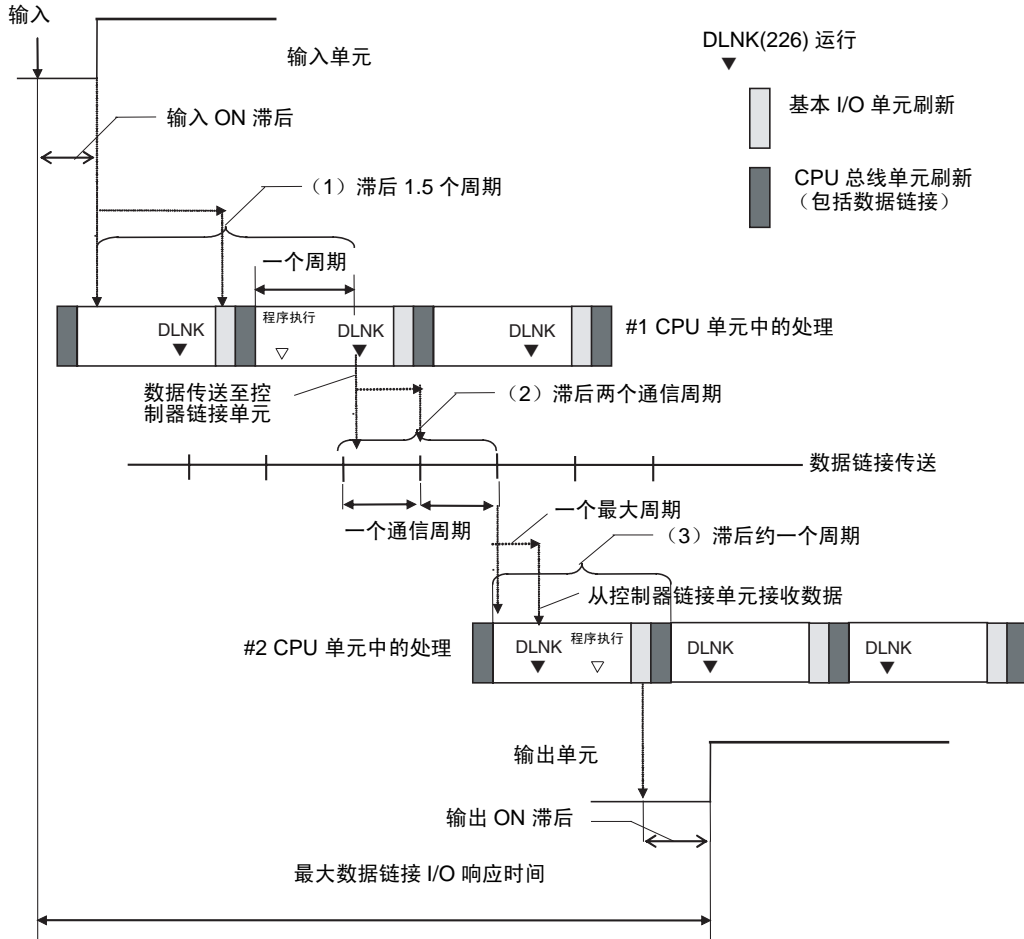 输入
输入单元
DLNK(226) 运行
基本 I/O 单元刷新
CPU 总线单元刷新
（包括数据链接）
输入 ON 滞后
（1）滞后 1.5 个周期
一个周期
DLNK
程序执行
DLNK
DLNK
#1 CPU 单元中的处理
数据传送至控
制器链接单元
（2）滞后两个通信周期
数据链接传送
一个通信周期
一个最大周期
（3）滞后约一个周期
从控制器链接单元接收数据
#2 CPU 单元中的处理
DLNK
程序执行
DLNK
DLNK
输出单元
输出 ON 滞后
最大数据链接 I/O 响应时间